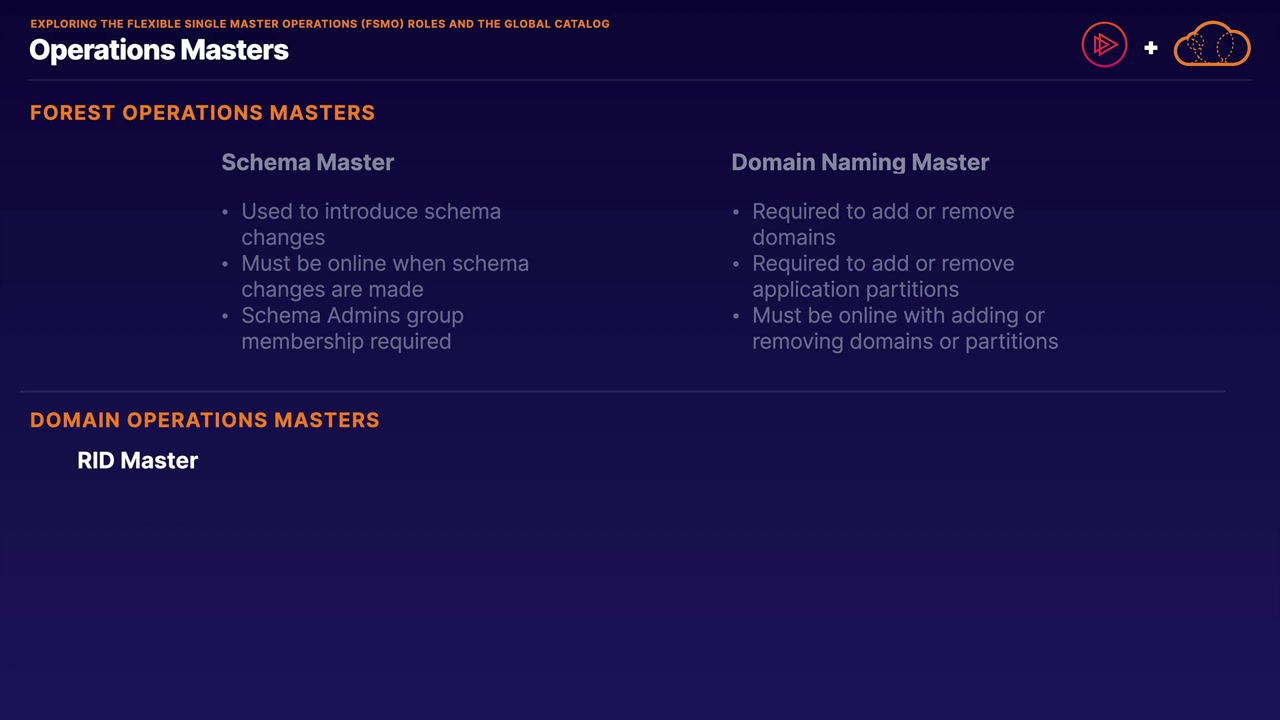 EXPLORING THE FLEXIBLE SINGLE MASTER OPERATIONS (FSMO) ROLES AND THE GLOBAL CATALOG
Operations Masters
+
FOREST OPERATIONS MASTERS
Schema Master
• Used to introduce schema
changes
• Must be online when schema
changes are made
• Schema Admins group
membership required
Domain Naming Master
• Required to add or remove
domains
• Required to add or remove
application partitions
• Must be online with adding or
removing domains or partitions
DOMAIN OPERATIONS MASTERS
RID Master